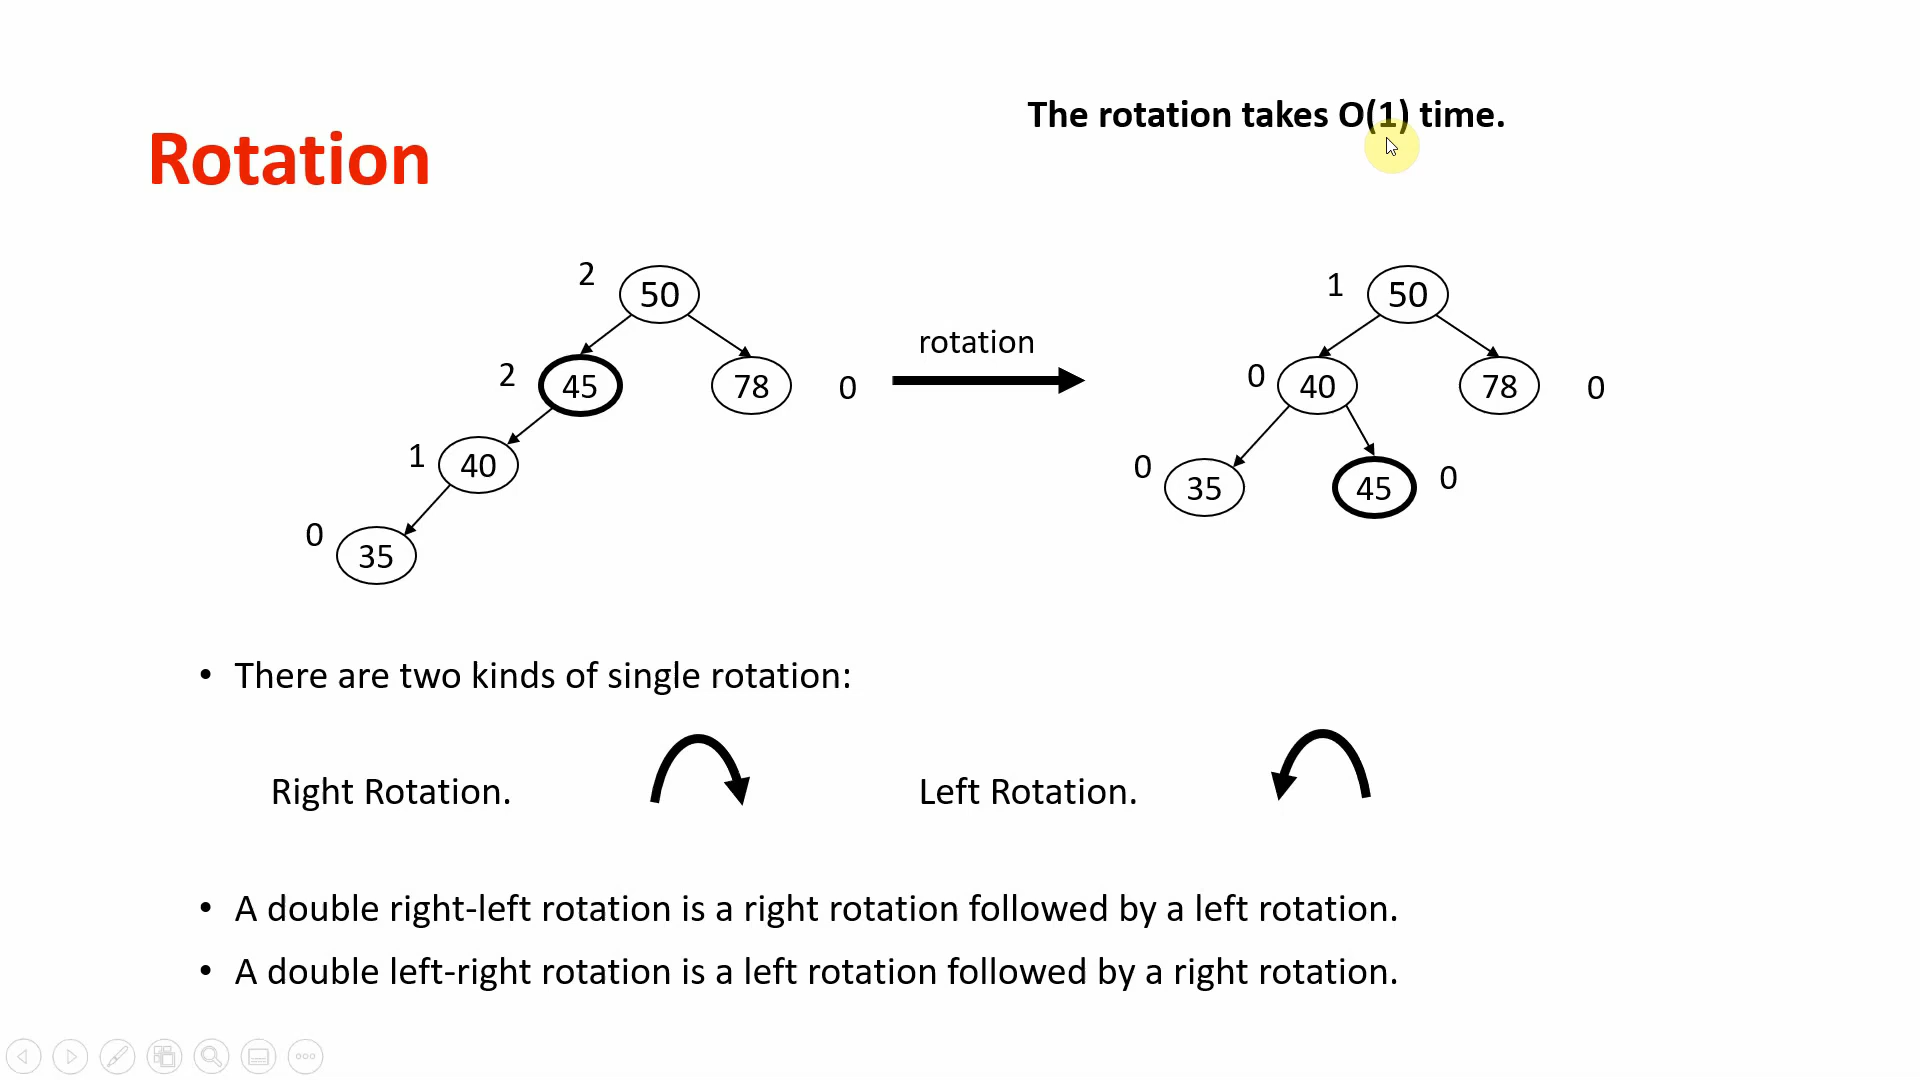 The rotation takes O(1) time.
Rotation
2 50
2 45 78 0
1 40
0 35
rotation
1 50
0 40 78 0
0 35 45 0
• There are two kinds of single rotation:
Right Rotation. Left Rotation.
• A double right-left rotation is a right rotation followed by a left rotation.
• A double left-right rotation is a left rotation followed by a right rotation.